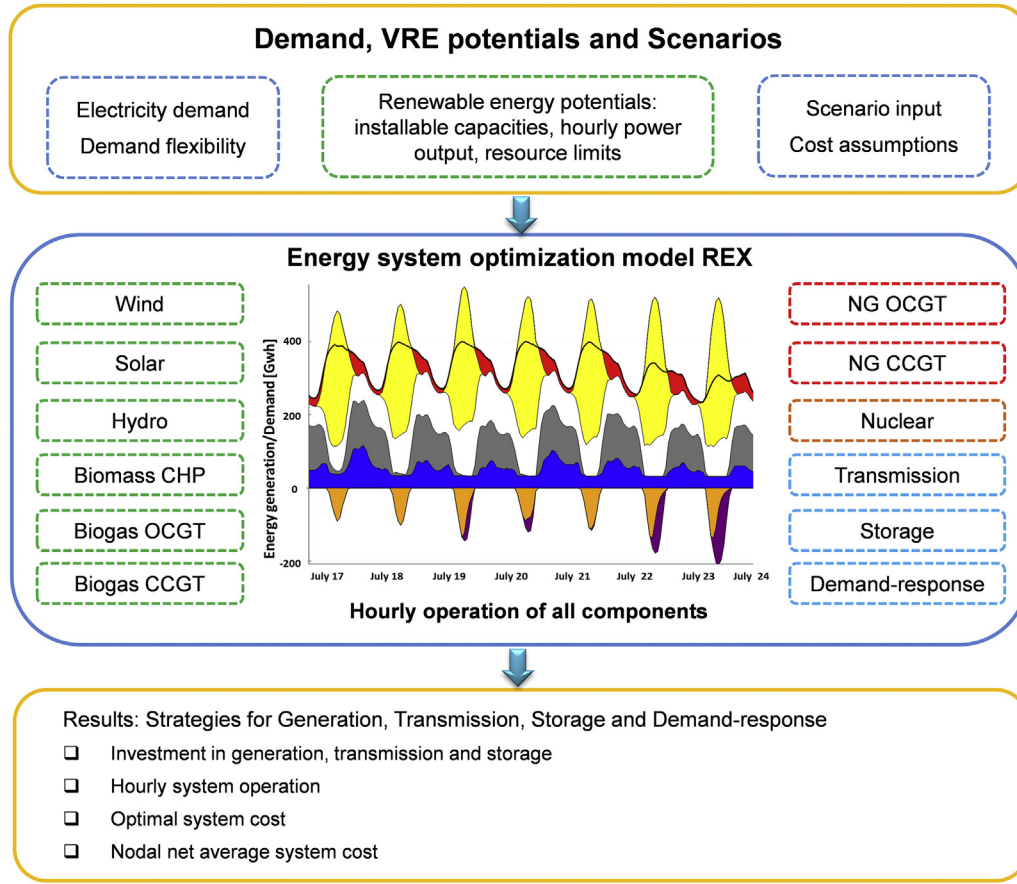 Demand, VRE potentials and Scenarios
Electricity demand
Demand flexibility
Renewable energy potentials:
installable capacities, hourly power
output, resource limits
Scenario input
Cost assumptions
Energy system optimization model REX
Wind
Solar
Hydro
Biomass CHP
Biogas OCGT
Biogas CCGT
Energy generation/Demand [Gwh]
400
200
0
-200
July 17
July 18
July 19
July 20
July 21
July 22
July 23
July 24
Hourly operation of all components
NG OCGT
NG CCGT
Nuclear
Transmission
Storage
Demand-response
Results: Strategies for Generation, Transmission, Storage and Demand-response
Investment in generation, transmission and storage
Hourly system operation
Optimal system cost
Nodal net average system cost